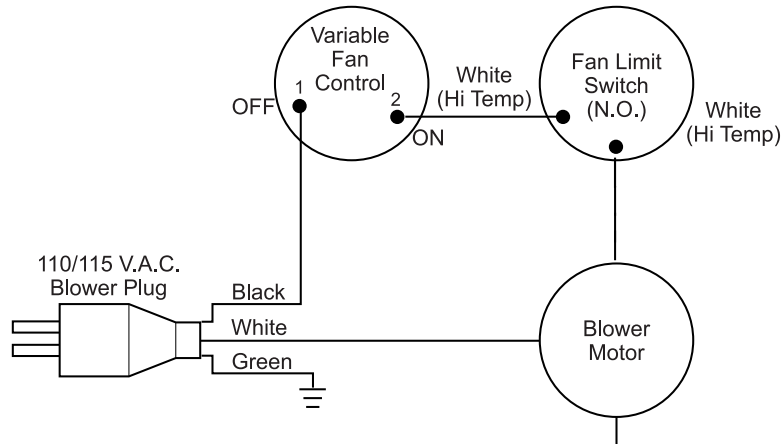 Variable
Fan
Control
1
2
OFF
ON
White
(Hi Temp)
Fan Limit
Switch
(N.O.)
White
(Hi Temp)
110/115 V.A.C.
Blower Plug
Black
White
Green
Blower
Motor